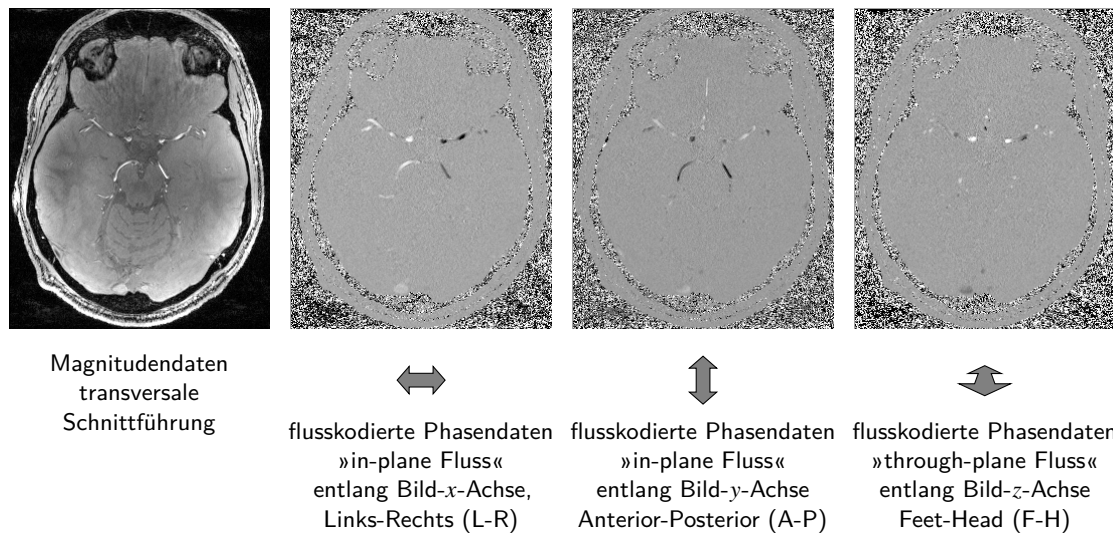 Magnitudendaten
transversale
Schnittführung
flusskodierte Phasendaten
»in-plane Fluss«
entlang Bild-x-Achse,
Links-Rechts (L-R)
flusskodierte Phasendaten
»in-plane Fluss«
entlang Bild-y-Achse
Anterior-Posterior (A-P)
flusskodierte Phasendaten
»through-plane Fluss«
entlang Bild-z-Achse
Feet-Head (F-H)